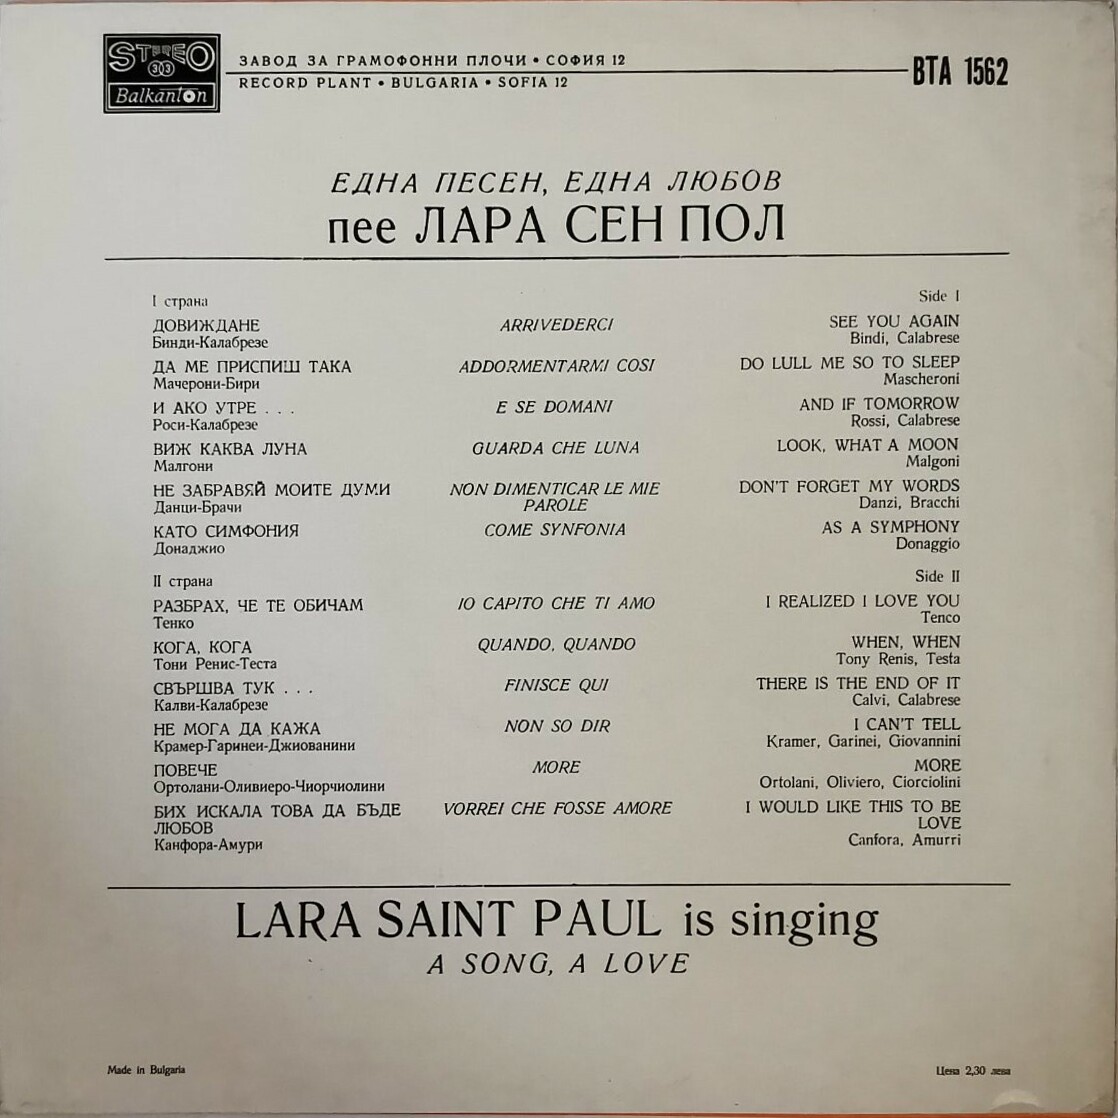 STEREO
303
Balkanton
ЗАВОД ЗА ГРАМОФОННИ ПЛОЧИ • СОФИЯ 12
RECORD PLANT • BULGARIA • SOFIA 12
ВТА 1562
ЕДНА ПЕСЕН, ЕДНА ЛЮБОВ
пее ЛАРА СЕН ПОЛ
I страна
Side I
ДОВИЖДАНЕ ARRIVEDERCI SEE YOU AGAIN
Бинди-Калабрезе Bindi, Calabrese
ДА МЕ ПРИСПИШ ТАКА ADDORMENTARMI COSI DO LULL ME SO TO SLEEP
Мачерони-Бири Mascheroni
И АКО УТРЕ . . . E SE DOMANI AND IF TOMORROW
Роси-Калабрезе Rossi, Calabrese
ВИЖ КАКВА ЛУНА GUARDA CHE LUNA LOOK, WHAT A MOON
Малгони Malgoni
НЕ ЗАБРАВЯЙ МОИТЕ ДУМИ NON DIMENTICAR LE MIE DON'T FORGET MY WORDS
Данци-Брачи PAROLE Danzi, Bracchi
КАТО СИМФОНИЯ COME SYNFONIA AS A SYMPHONY
Донаджио Donaggio
II страна
Side II
РАЗБРАХ, ЧЕ ТЕ ОБИЧАМ IO CAPITO CHE TI AMO I REALIZED I LOVE YOU
Тенко Tenco
КОГА, КОГА QUANDO, QUANDO WHEN, WHEN
Тони Ренис-Теста Tony Renis, Testa
СВЪРШВА ТУК . . . FINISCE QUI THERE IS THE END OF IT
Калви-Калабрезе Calvi, Calabrese
НЕ МОГА ДА КАЖА NON SO DIR I CAN'T TELL
Крамер-Гаринеи-Джиованини Kramer, Garinei, Giovannini
ПОВЕЧЕ MORE MORE
Ортолани-Оливиеро-Чиорчиолини Ortolani, Oliviero, Ciorciolini
БИХ ИСКАЛА ТОВА ДА БЪДЕ VORREI CHE FOSSE AMORE I WOULD LIKE THIS TO BE
ЛЮБОВ LOVE
Канфора-Амури Canfora, Amurri
LARA SAINT PAUL is singing
A SONG, A LOVE
Made in Bulgaria
Цена 2,30 лева